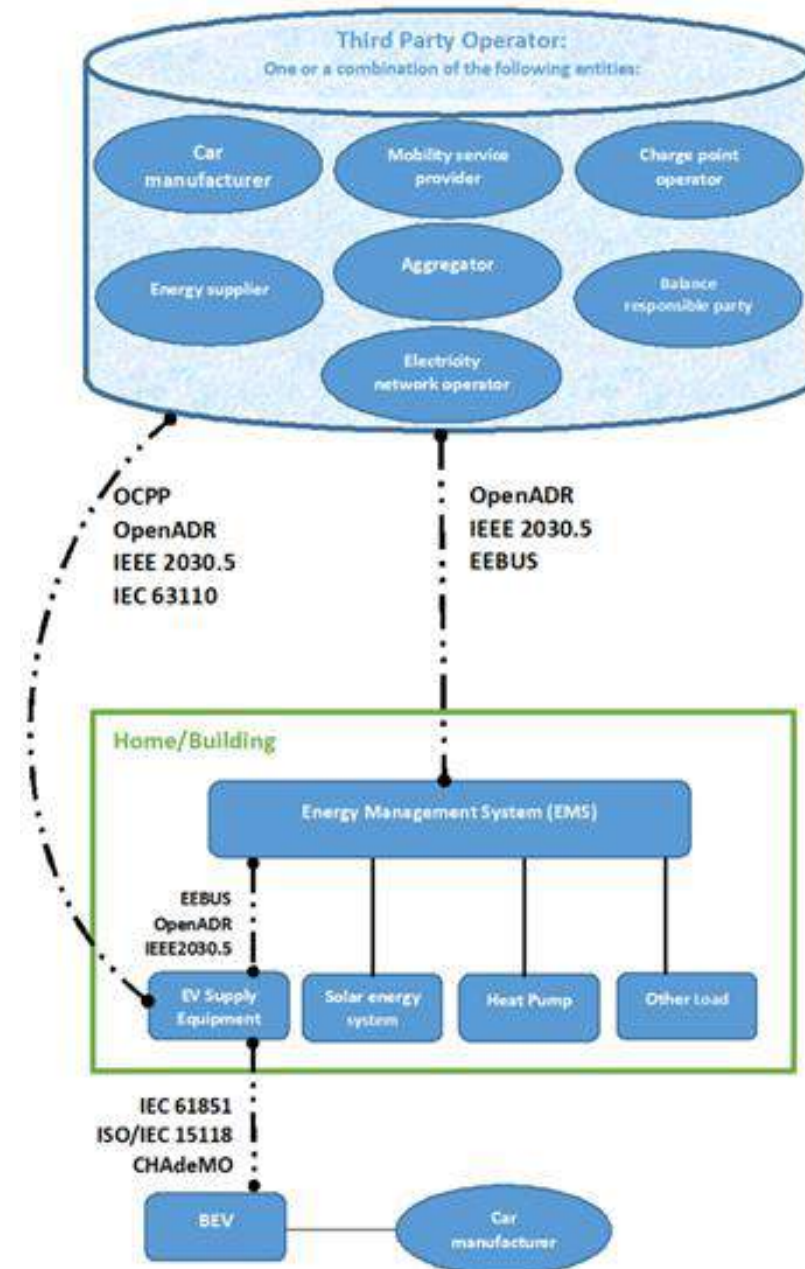 Third Party Operator:
One or a combination of the following entities:
Car
manufacturer
Mobility service
provider
Charge point
operator
Energy supplier
Aggregator
Balance
responsible party
Electricity
network operator
OCPP
OpenADR
IEEE 2030.5
IEC 63110
OpenADR
IEEE 2030.5
EEBUS
Home/Building
Energy Management System (EMS)
EEBUS
OpenADR
IEEE2030.5
EV Supply
Equipment
Solar energy
system
Heat Pump
Other Load
IEC 61851
ISO/IEC 15118
CHAdeMO
BEV
Car
manufacturer